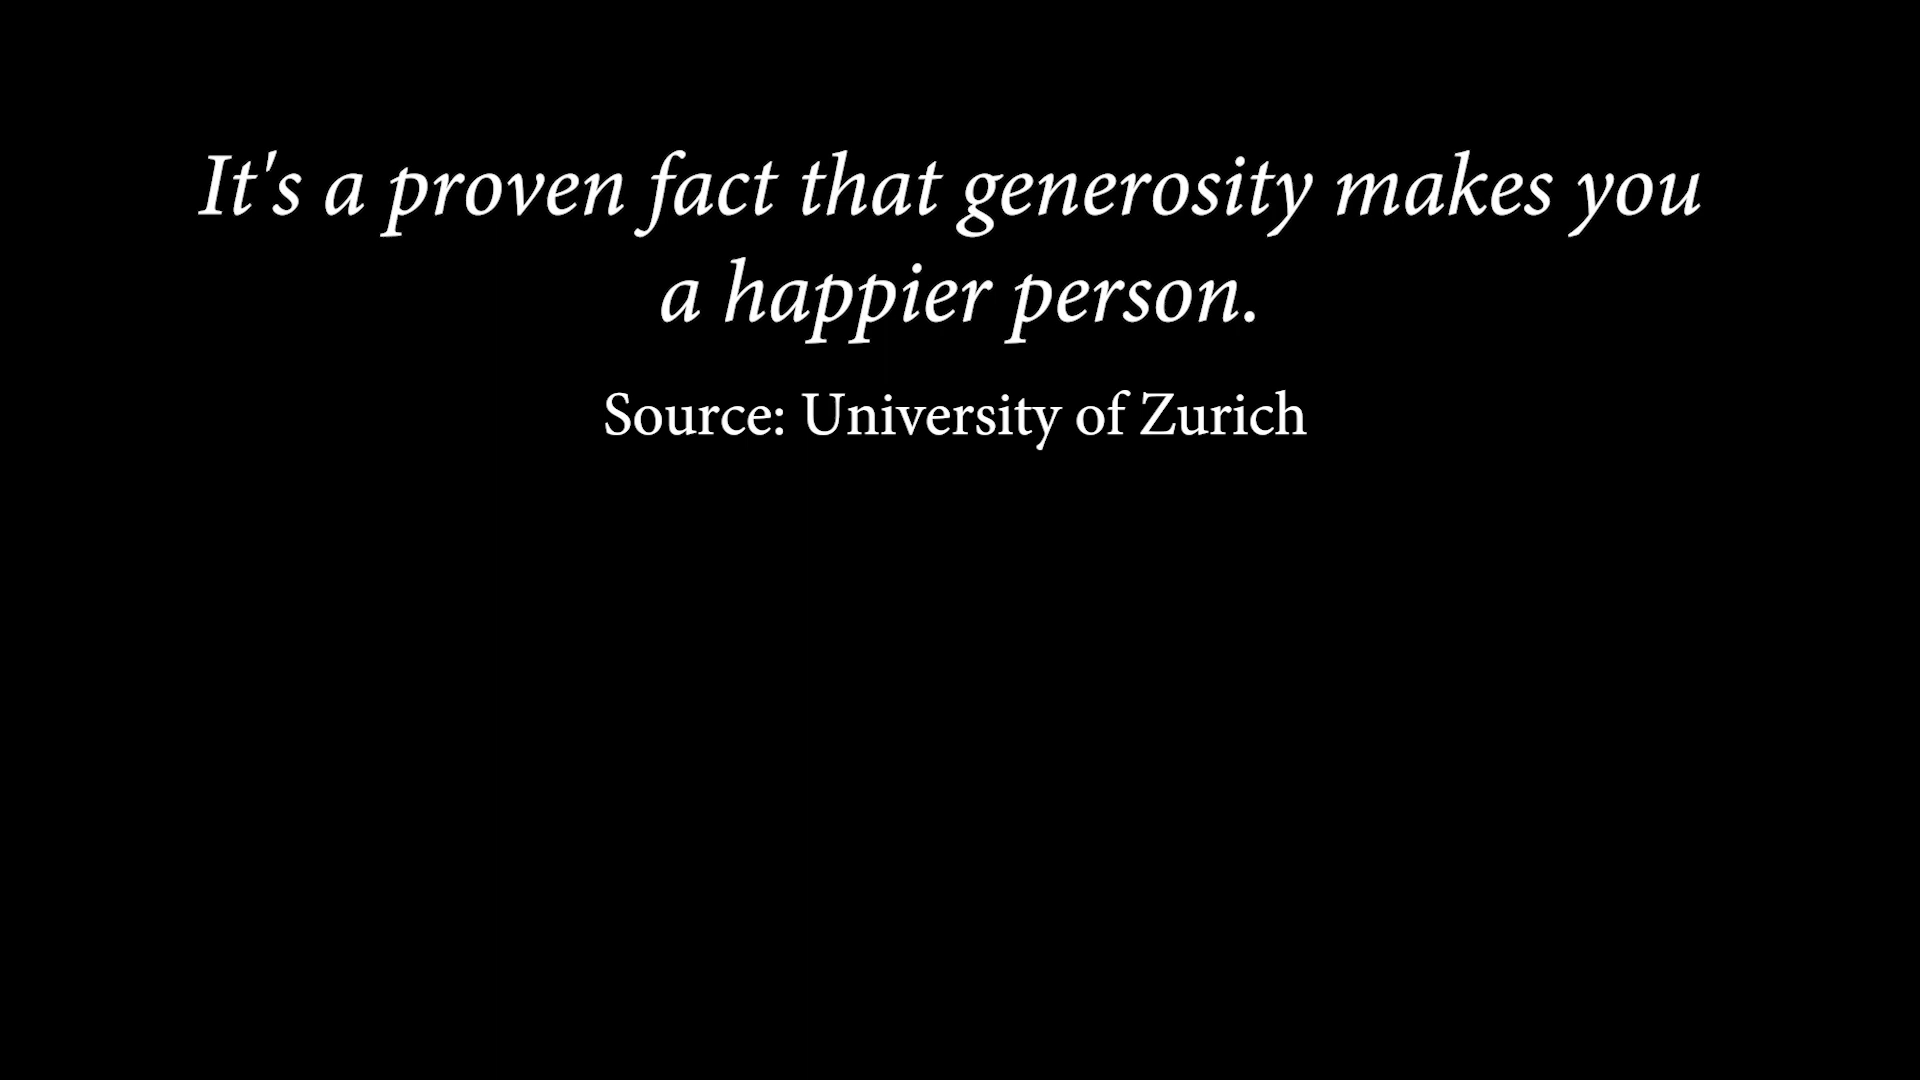 It's a proven fact that generosity makes you
a happier person.
Source: University of Zurich